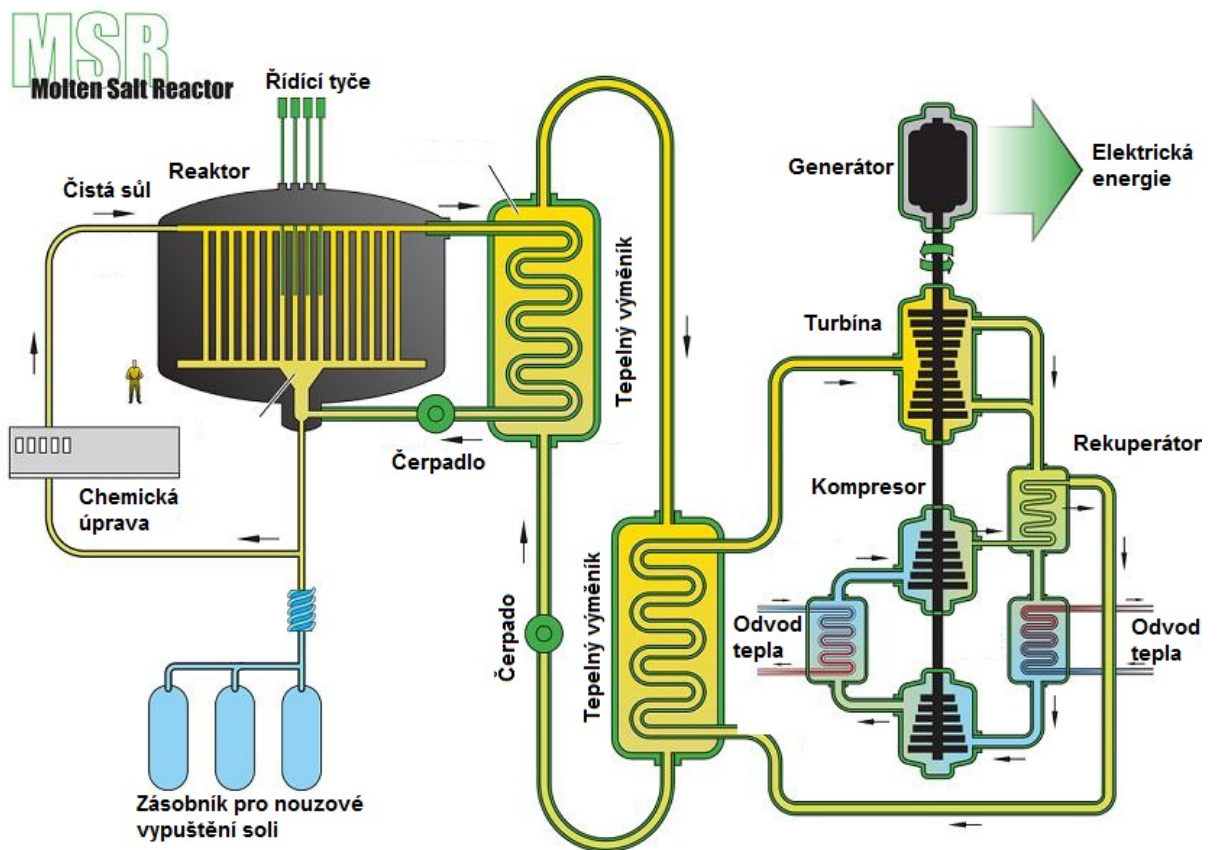 MSR
Molten Salt Reactor
Řídící tyče
Reaktor
Čistá sůl
Generátor
Elektrická
energie
Tepelný výměník
Turbína
Čerpadlo
Rekuperátor
Chemická
úprava
Kompresor
Čerpado
Tepelný výměník
Odvod
tepla
Odvod
tepla
Zásobník pro nouzové
vypuštění soli